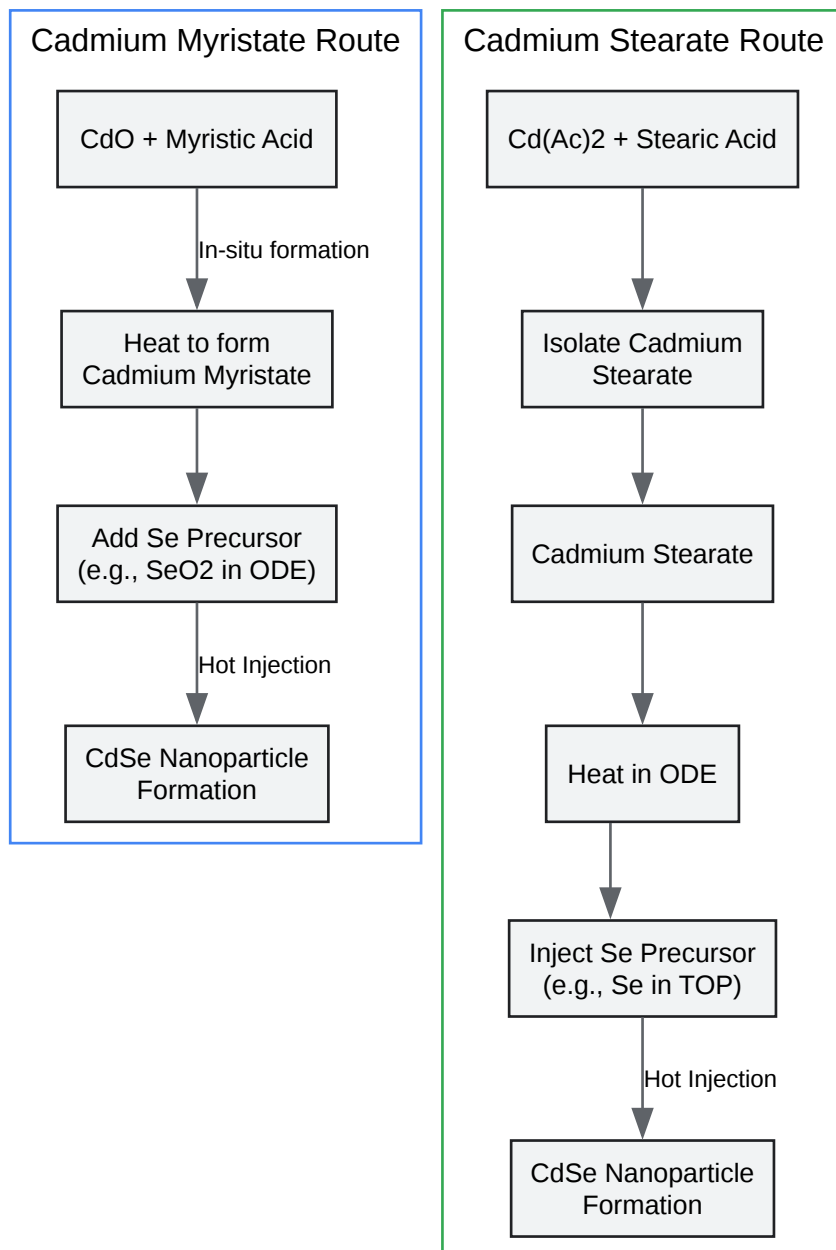 Cadmium Myristate Route
CdO + Myristic Acid
In-situ formation
Heat to form
Cadmium Myristate
Add Se Precursor
(e.g., SeO2 in ODE)
Hot Injection
CdSe Nanoparticle
Formation
Cadmium Stearate Route
Cd(Ac)2 + Stearic Acid
Isolate Cadmium
Stearate
Cadmium Stearate
Heat in ODE
Inject Se Precursor
(e.g., Se in TOP)
Hot Injection
CdSe Nanoparticle
Formation